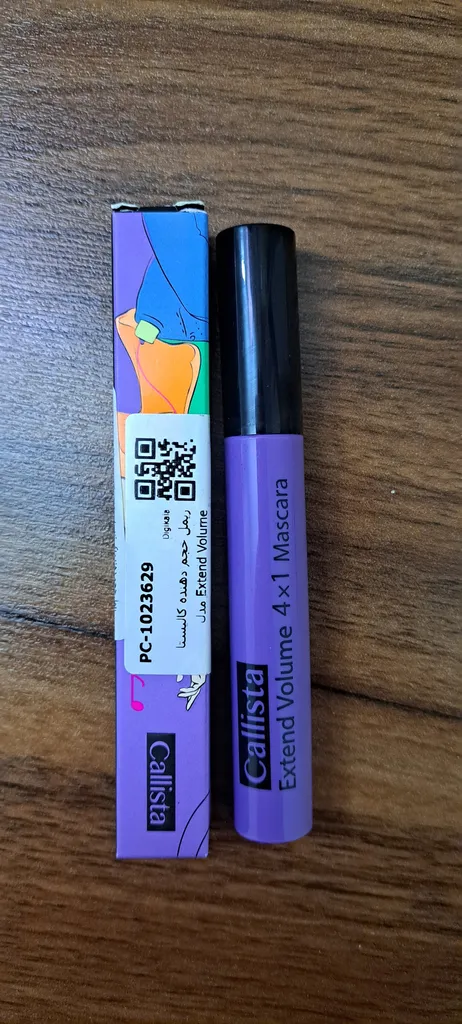 Digikala
ریمل حجم دهنده کالیستا
مدل Extend Volume
PC-1023629
Callista
Callista
Extend Volume 4×1 Mascara